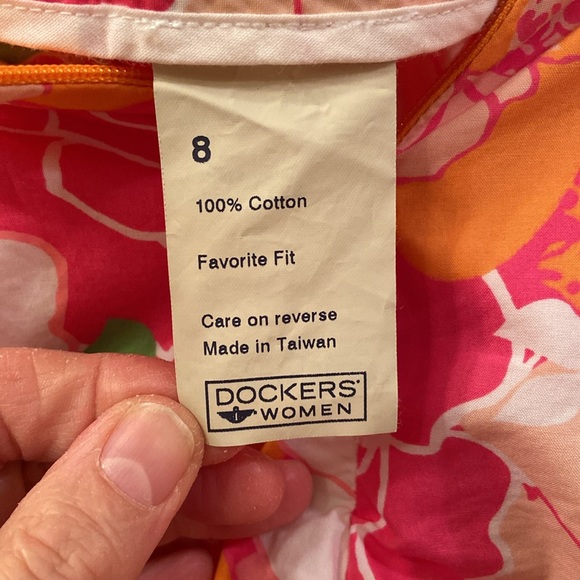 8
100% Cotton
Favorite Fit
Care on reverse
Made in Taiwan
DOCKERS®
WOMEN